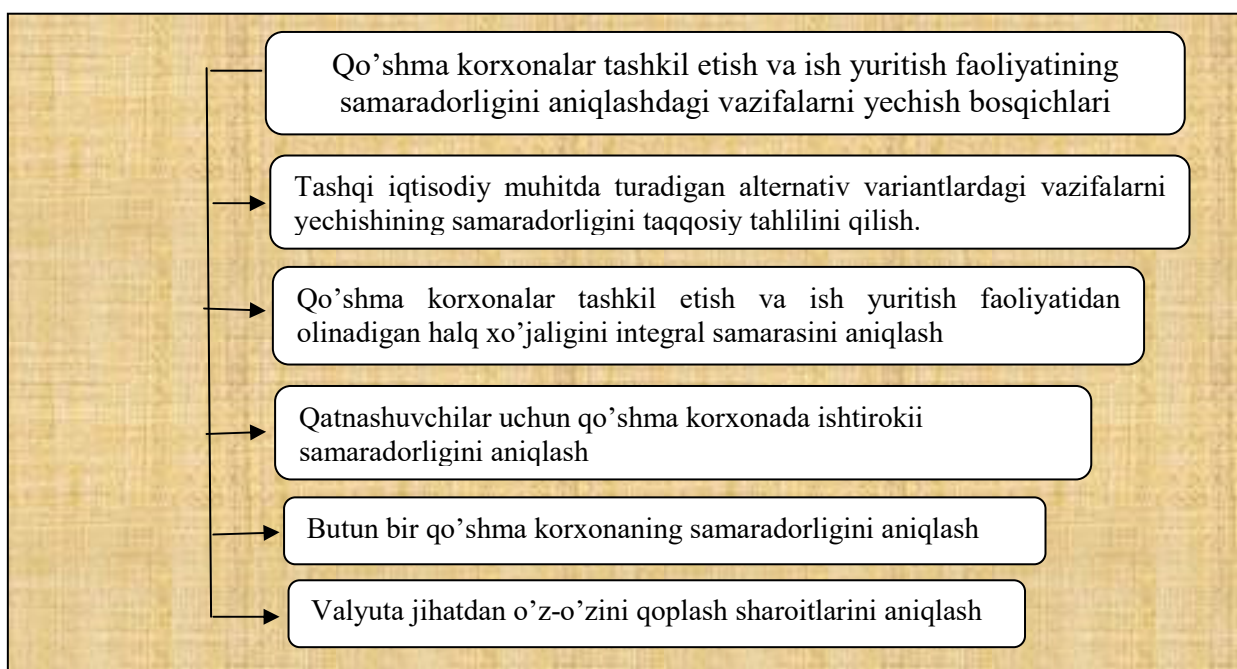 Qo’shma korxonalar tashkil etish va ish yuritish faoliyatining
samaradorligini aniqlashdagi vazifalarni yechish bosqichlari
Tashqi iqtisodiy muhitda turadigan alternativ variantlardagi vazifalarni
yechishining samaradorligini taqqosiy tahlilini qilish.
Qo’shma korxonalar tashkil etish va ish yuritish faoliyatidan
olinadigan halq xo’jaligini integral samarasini aniqlash
Qatnashuvchilar uchun qo’shma korxonada ishtirokii
samaradorligini aniqlash
Butun bir qo’shma korxonaning samaradorligini aniqlash
Valyuta jihatdan o’z-o’zini qoplash sharoitlarini aniqlash